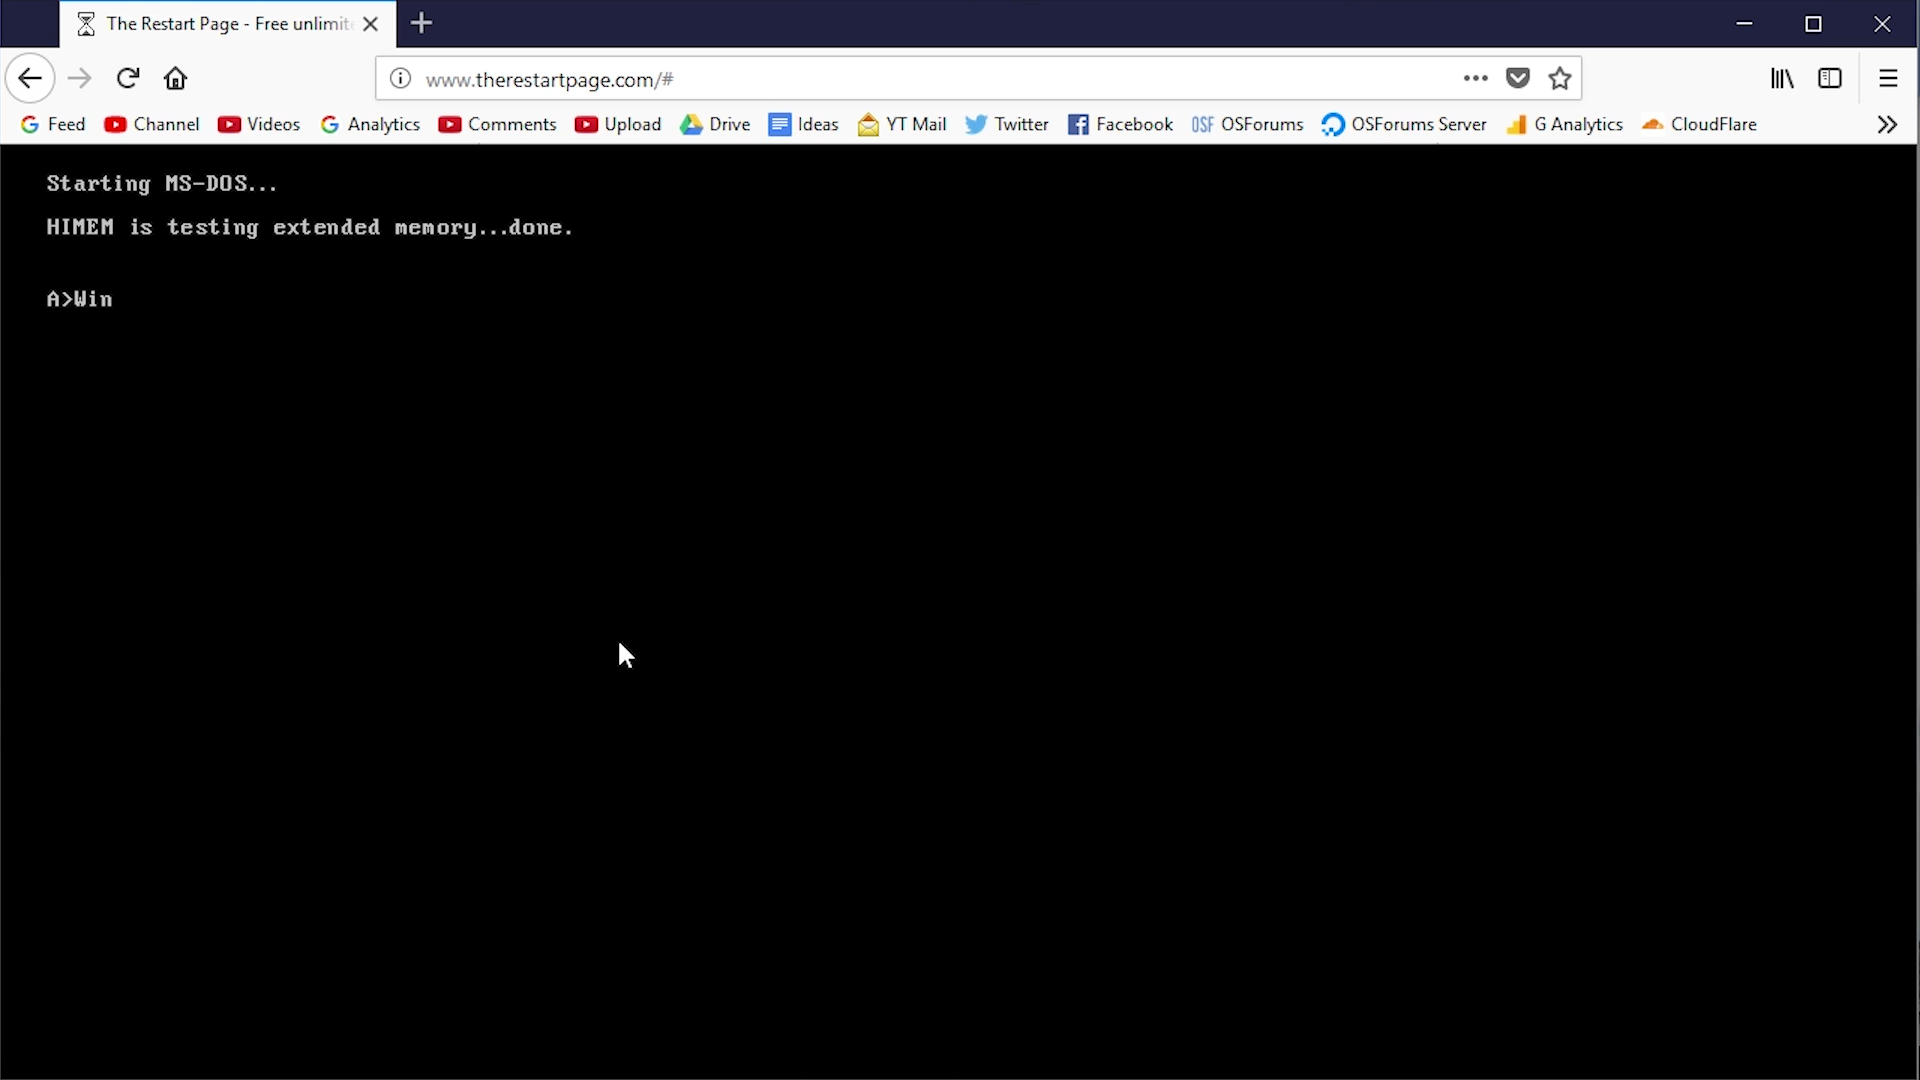 The Restart Page - Free unlimite
www.therestartpage.com/#
Feed Channel Videos Analytics Comments Upload Drive Ideas YT Mail Twitter Facebook OSF OSForums OSForums Server G Analytics CloudFlare
Starting MS-DOS...
HIMEM is testing extended memory...done.
A>Win